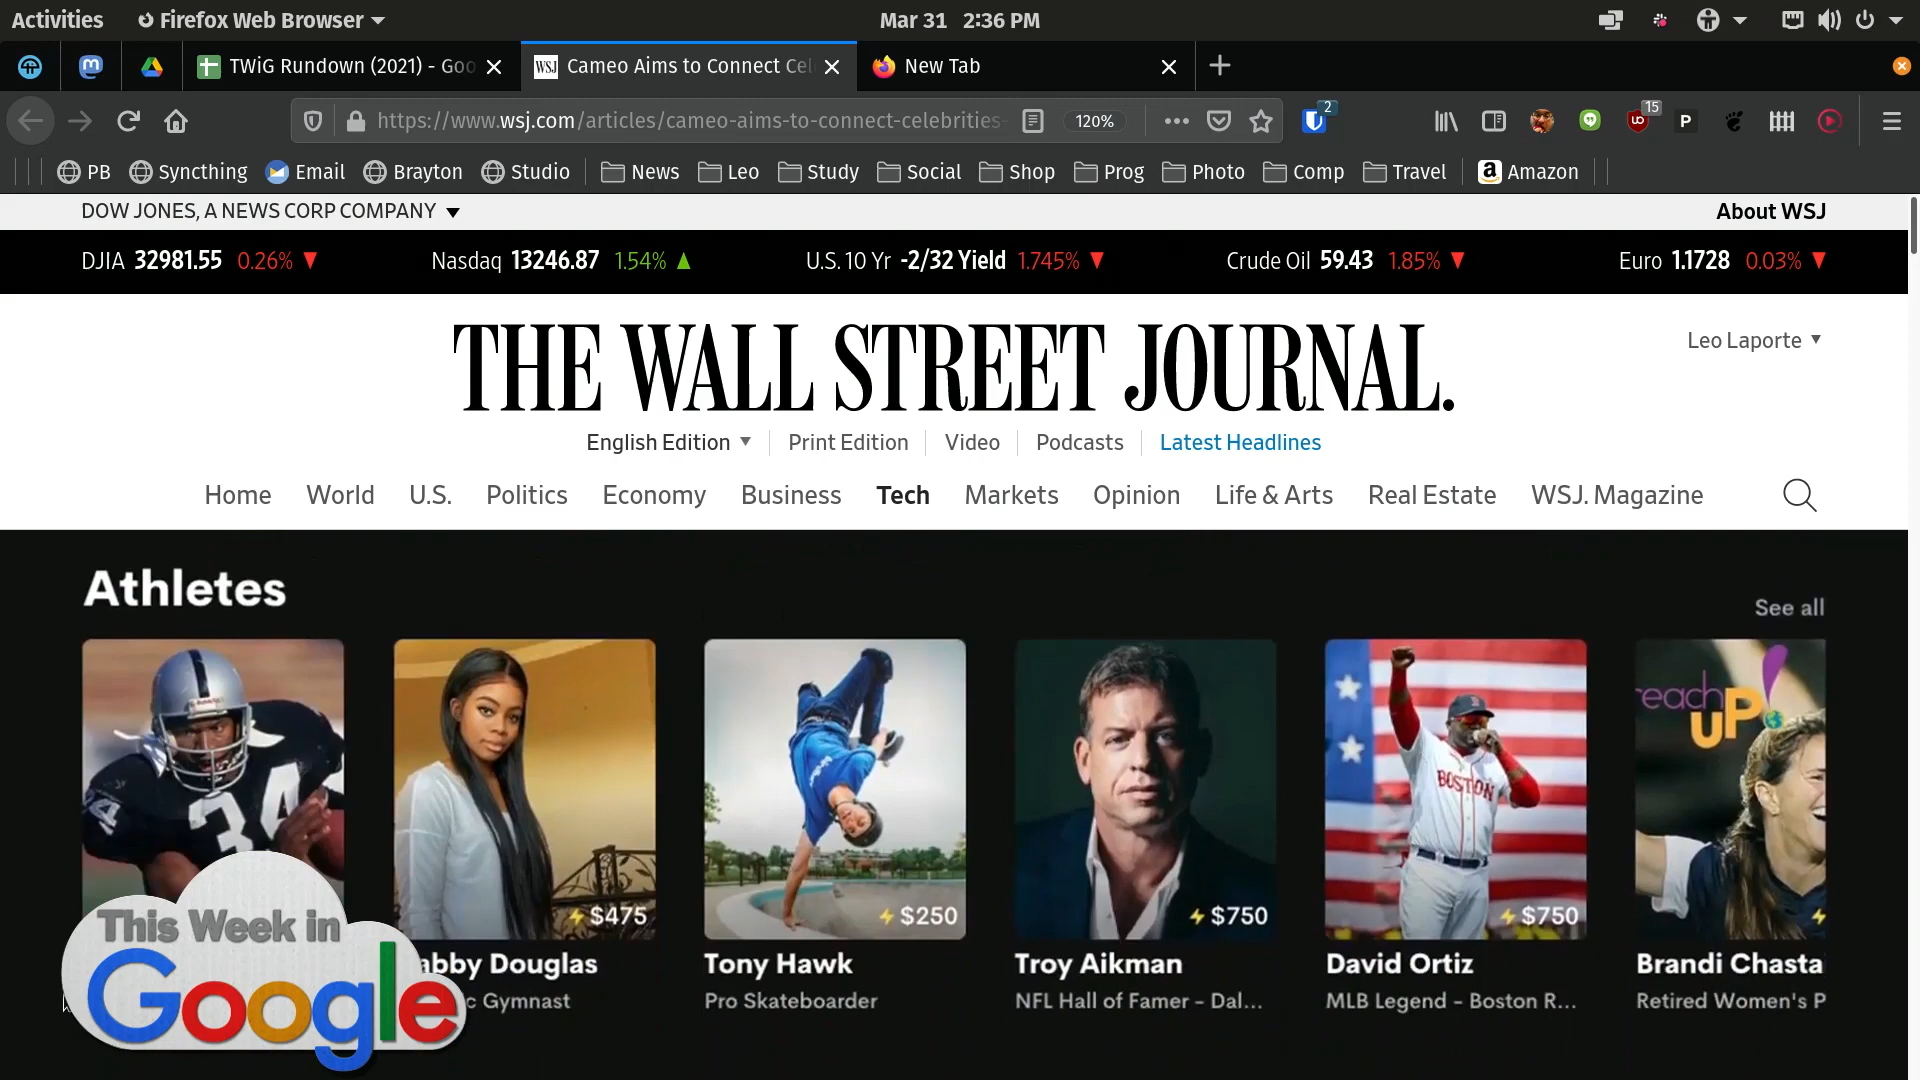 Activities Firefox Web Browser Mar 31 2:36 PM
TWiG Rundown (2021) - Goo Cameo Aims to Connect Cel New Tab
https://www.wsj.com/articles/cameo-aims-to-connect-celebrities- 120% 2 15 P
PB Syncthing Email Brayton Studio News Leo Study Social Shop Prog Photo Comp Travel Amazon
DOW JONES, A NEWS CORP COMPANY About WSJ
DJIA 32981.55 0.26% Nasdaq 13246.87 1.54% U.S. 10 Yr -2/32 Yield 1.745% Crude Oil 59.43 1.85% Euro 1.1728 0.03%
THE WALL STREET JOURNAL.
Leo Laporte
English Edition Print Edition Video Podcasts Latest Headlines
Home World U.S. Politics Economy Business Tech Markets Opinion Life & Arts Real Estate WSJ. Magazine
Athletes
See all
reach UP!
34
BOSTON
$475 $250 $750 $750
abby Douglas Tony Hawk Troy Aikman David Ortiz Brandi Chasta
c Gymnast Pro Skateboarder NFL Hall of Famer - Dal... MLB Legend - Boston R... Retired Women's P
This Week in
Google